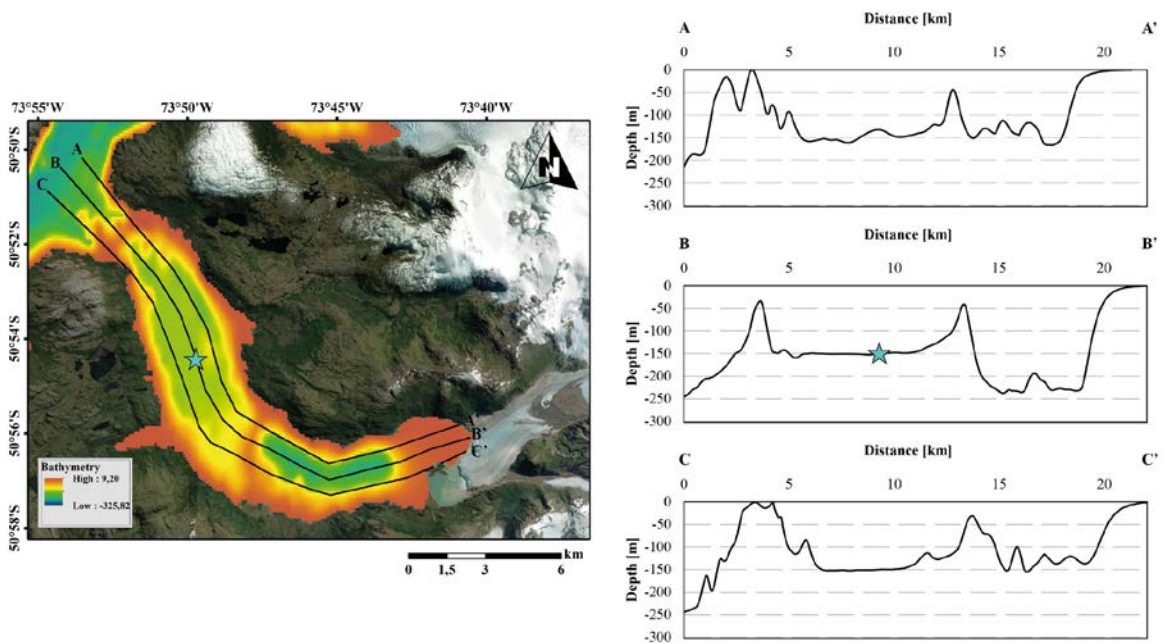 73°55'W 73°50'W 73°45'W 73°40'W
50°50'S
50°52'S
50°54'S
50°56'S
50°58'S
A
B
C
N
A'
B'
C'
Bathymetry
High : 9,20
Low : -325,82
km
0 1,5 3 6
Distance [km]
A A'
0 5 10 15 20
Depth [m]
0
-50
-100
-150
-200
-250
-300
Distance [km]
B B'
0 5 10 15 20
Depth [m]
0
-50
-100
-150
-200
-250
-300
Distance [km]
C C'
0 5 10 15 20
Depth [m]
0
-50
-100
-150
-200
-250
-300